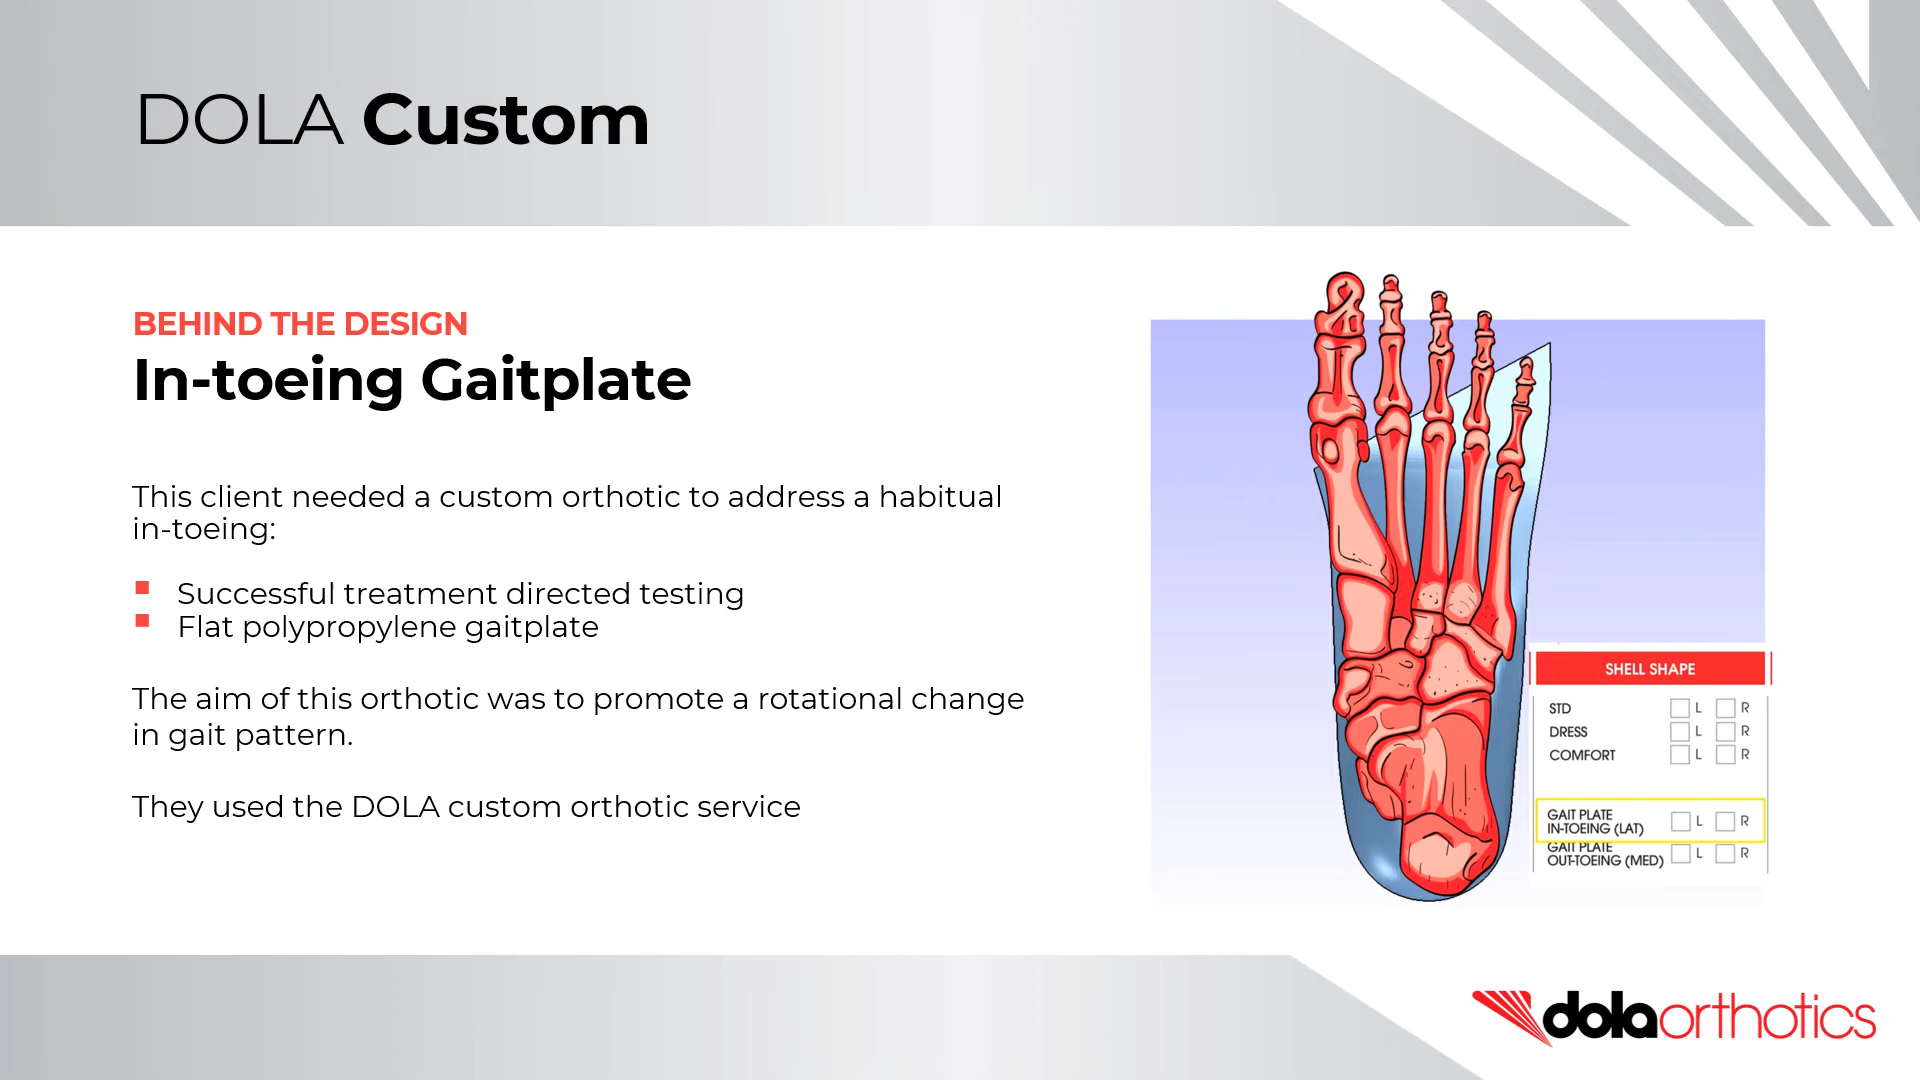 DOLA Custom
BEHIND THE DESIGN
In-toeing Gaitplate
This client needed a custom orthotic to address a habitual
in-toeing:
Successful treatment directed testing
Flat polypropylene gaitplate
The aim of this orthotic was to promote a rotational change
in gait pattern.
They used the DOLA custom orthotic service
SHELL SHAPE
STD L R
DRESS L R
COMFORT L R
GAIT PLATE
IN-TOEING (LAT) L R
GAIT PLATE
OUT-TOEING (MED) L R
dolaorthotics